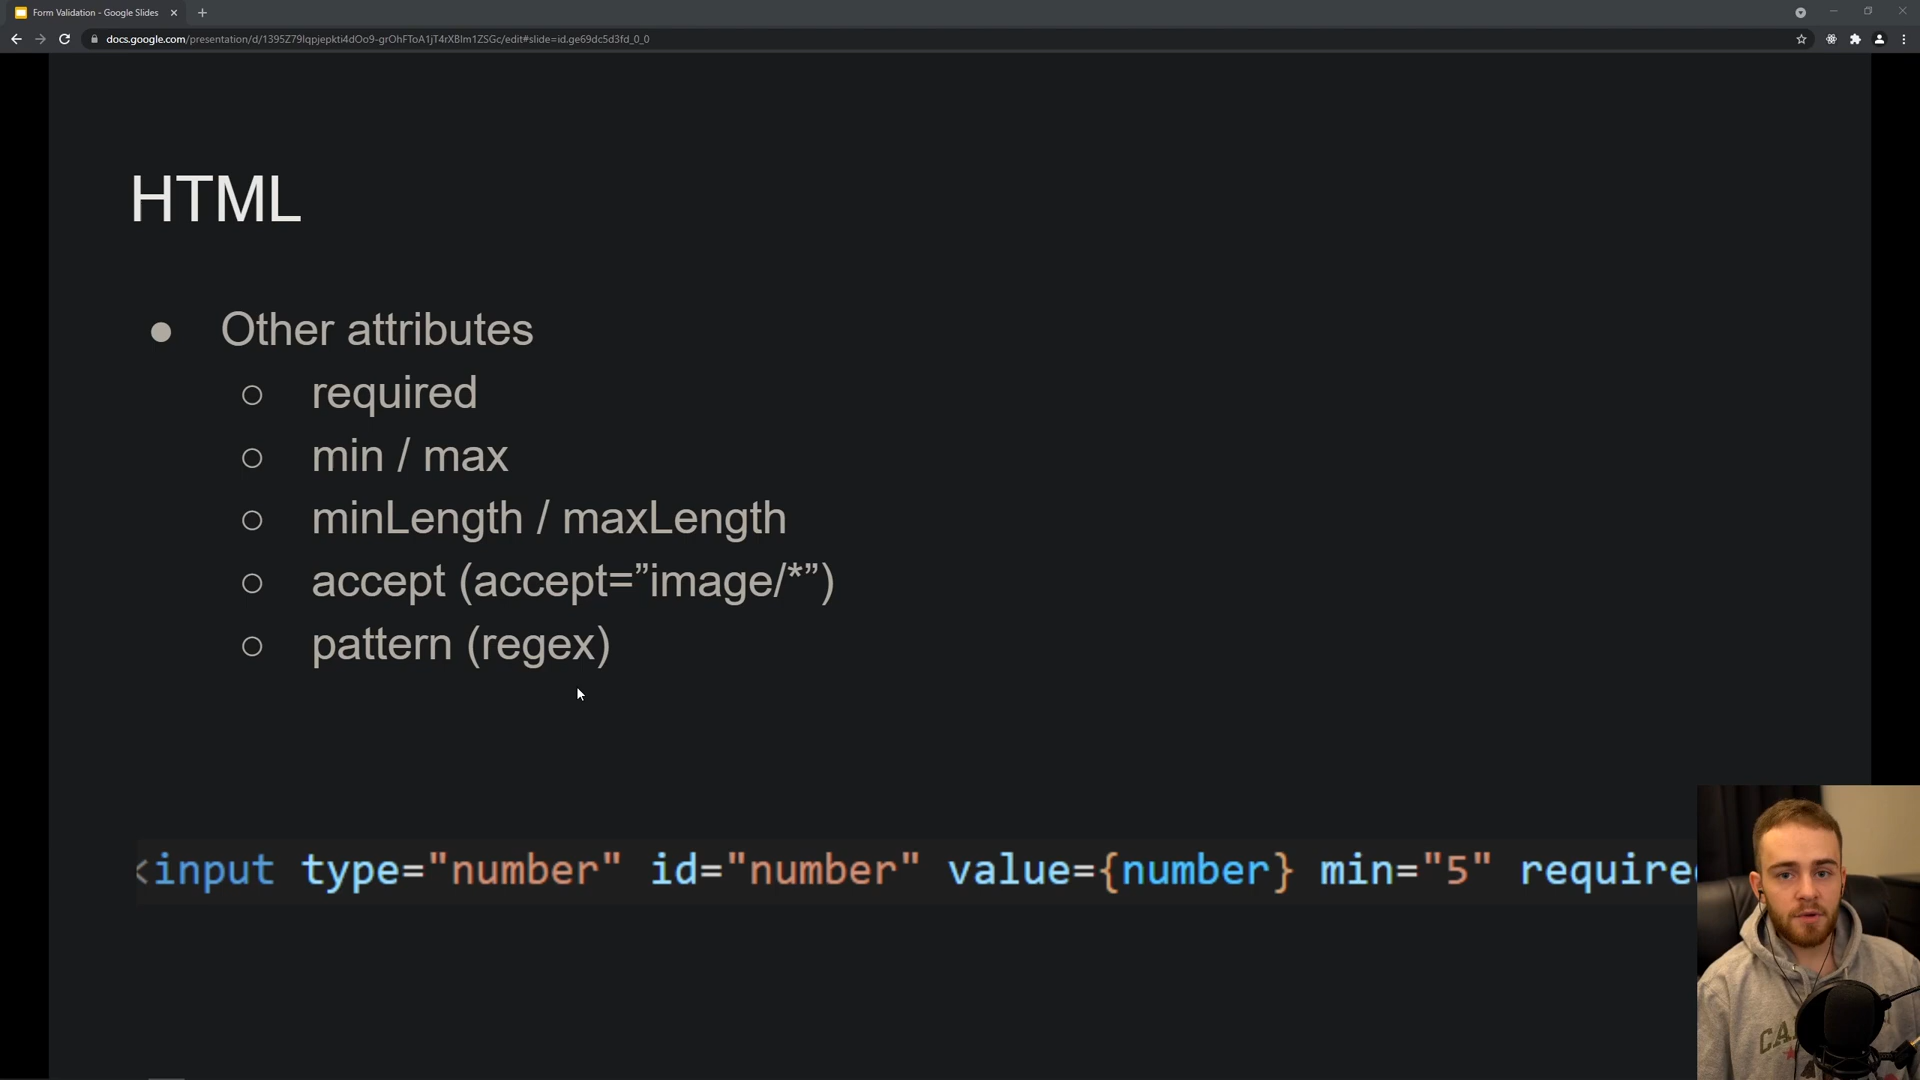 Form Validation - Google Slides
docs.google.com/presentation/d/1395Z79lqpjepkti4dOo9-grOhFToA1jT4rXBlm1ZSGc/edit#slide=id.ge69dc5d3fd_0_0
HTML
● Other attributes
○ required
○ min / max
○ minLength / maxLength
○ accept (accept=”image/*”)
○ pattern (regex)
<input type="number" id="number" value={number} min="5" require